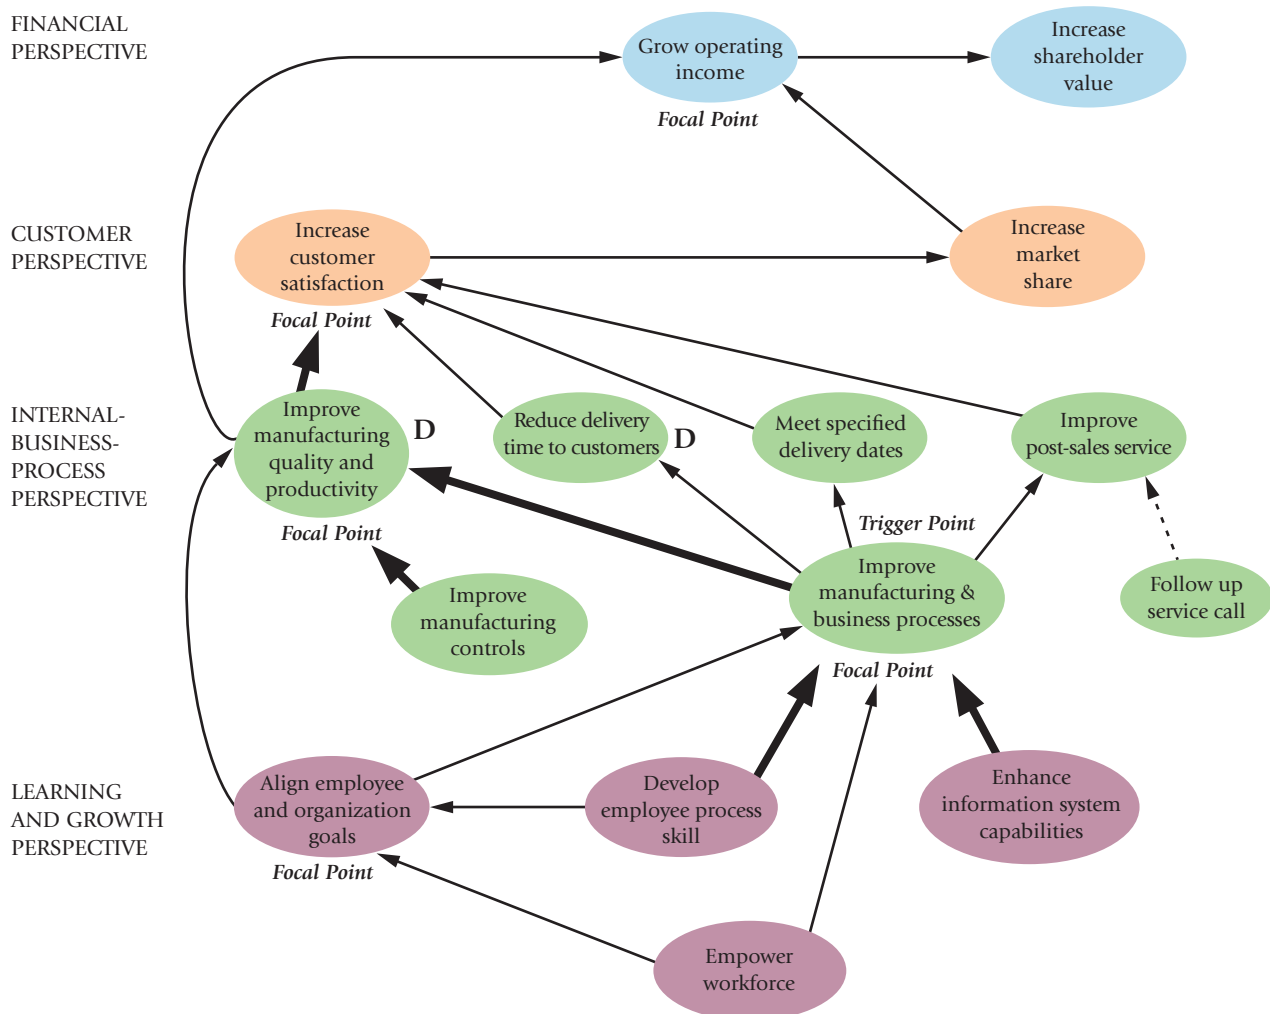 FINANCIAL
PERSPECTIVE
Grow operating
income
Focal Point
Increase
shareholder
value
CUSTOMER
PERSPECTIVE
Increase
customer
satisfaction
Focal Point
Increase
market
share
INTERNAL-
BUSINESS-
PROCESS
PERSPECTIVE
Improve
manufacturing
quality and
productivity
D
Focal Point
Reduce delivery
time to customers
D
Meet specified
delivery dates
Improve
post-sales service
Trigger Point
Improve
manufacturing &
business processes
Focal Point
Follow up
service call
Improve
manufacturing
controls
LEARNING
AND GROWTH
PERSPECTIVE
Align employee
and organization
goals
Focal Point
Develop
employee process
skill
Enhance
information system
capabilities
Empower
workforce